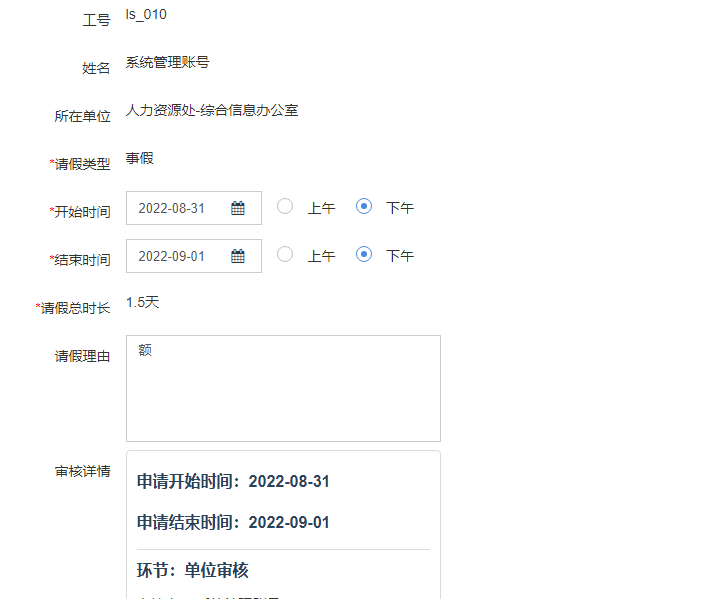 工号 ls_010
姓名 系统管理账号
所在单位 人力资源处-综合信息办公室
*请假类型 事假
*开始时间 2022-08-31 上午 下午
*结束时间 2022-09-01 上午 下午
*请假总时长 1.5天
请假理由 额
审核详情
申请开始时间：2022-08-31
申请结束时间：2022-09-01
环节：单位审核